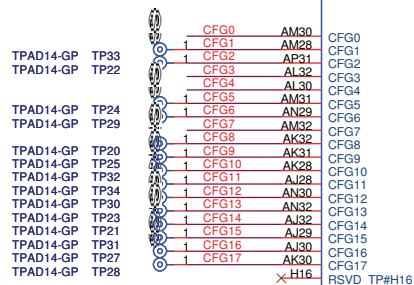 CFG0 AM30 CFG0
TPAD14-GP TP33 1 CFG1 AM28 CFG1
TPAD14-GP TP22 1 CFG2 AP31 CFG2
CFG3 AL32 CFG3
CFG4 AL30 CFG4
TPAD14-GP TP24 1 CFG5 AM31 CFG5
TPAD14-GP TP29 1 CFG6 AN29 CFG6
CFG7 AM32 CFG7
TPAD14-GP TP20 1 CFG8 AK32 CFG8
TPAD14-GP TP25 1 CFG9 AK31 CFG9
TPAD14-GP TP32 1 CFG10 AK28 CFG10
TPAD14-GP TP34 1 CFG11 AJ28 CFG11
TPAD14-GP TP30 1 CFG12 AN30 CFG12
TPAD14-GP TP23 1 CFG13 AN32 CFG13
TPAD14-GP TP21 1 CFG14 AJ32 CFG14
TPAD14-GP TP31 1 CFG15 AJ29 CFG15
TPAD14-GP TP27 1 CFG16 AJ30 CFG16
TPAD14-GP TP28 1 CFG17 AK30 CFG17
H16 RSVD_TP#H16